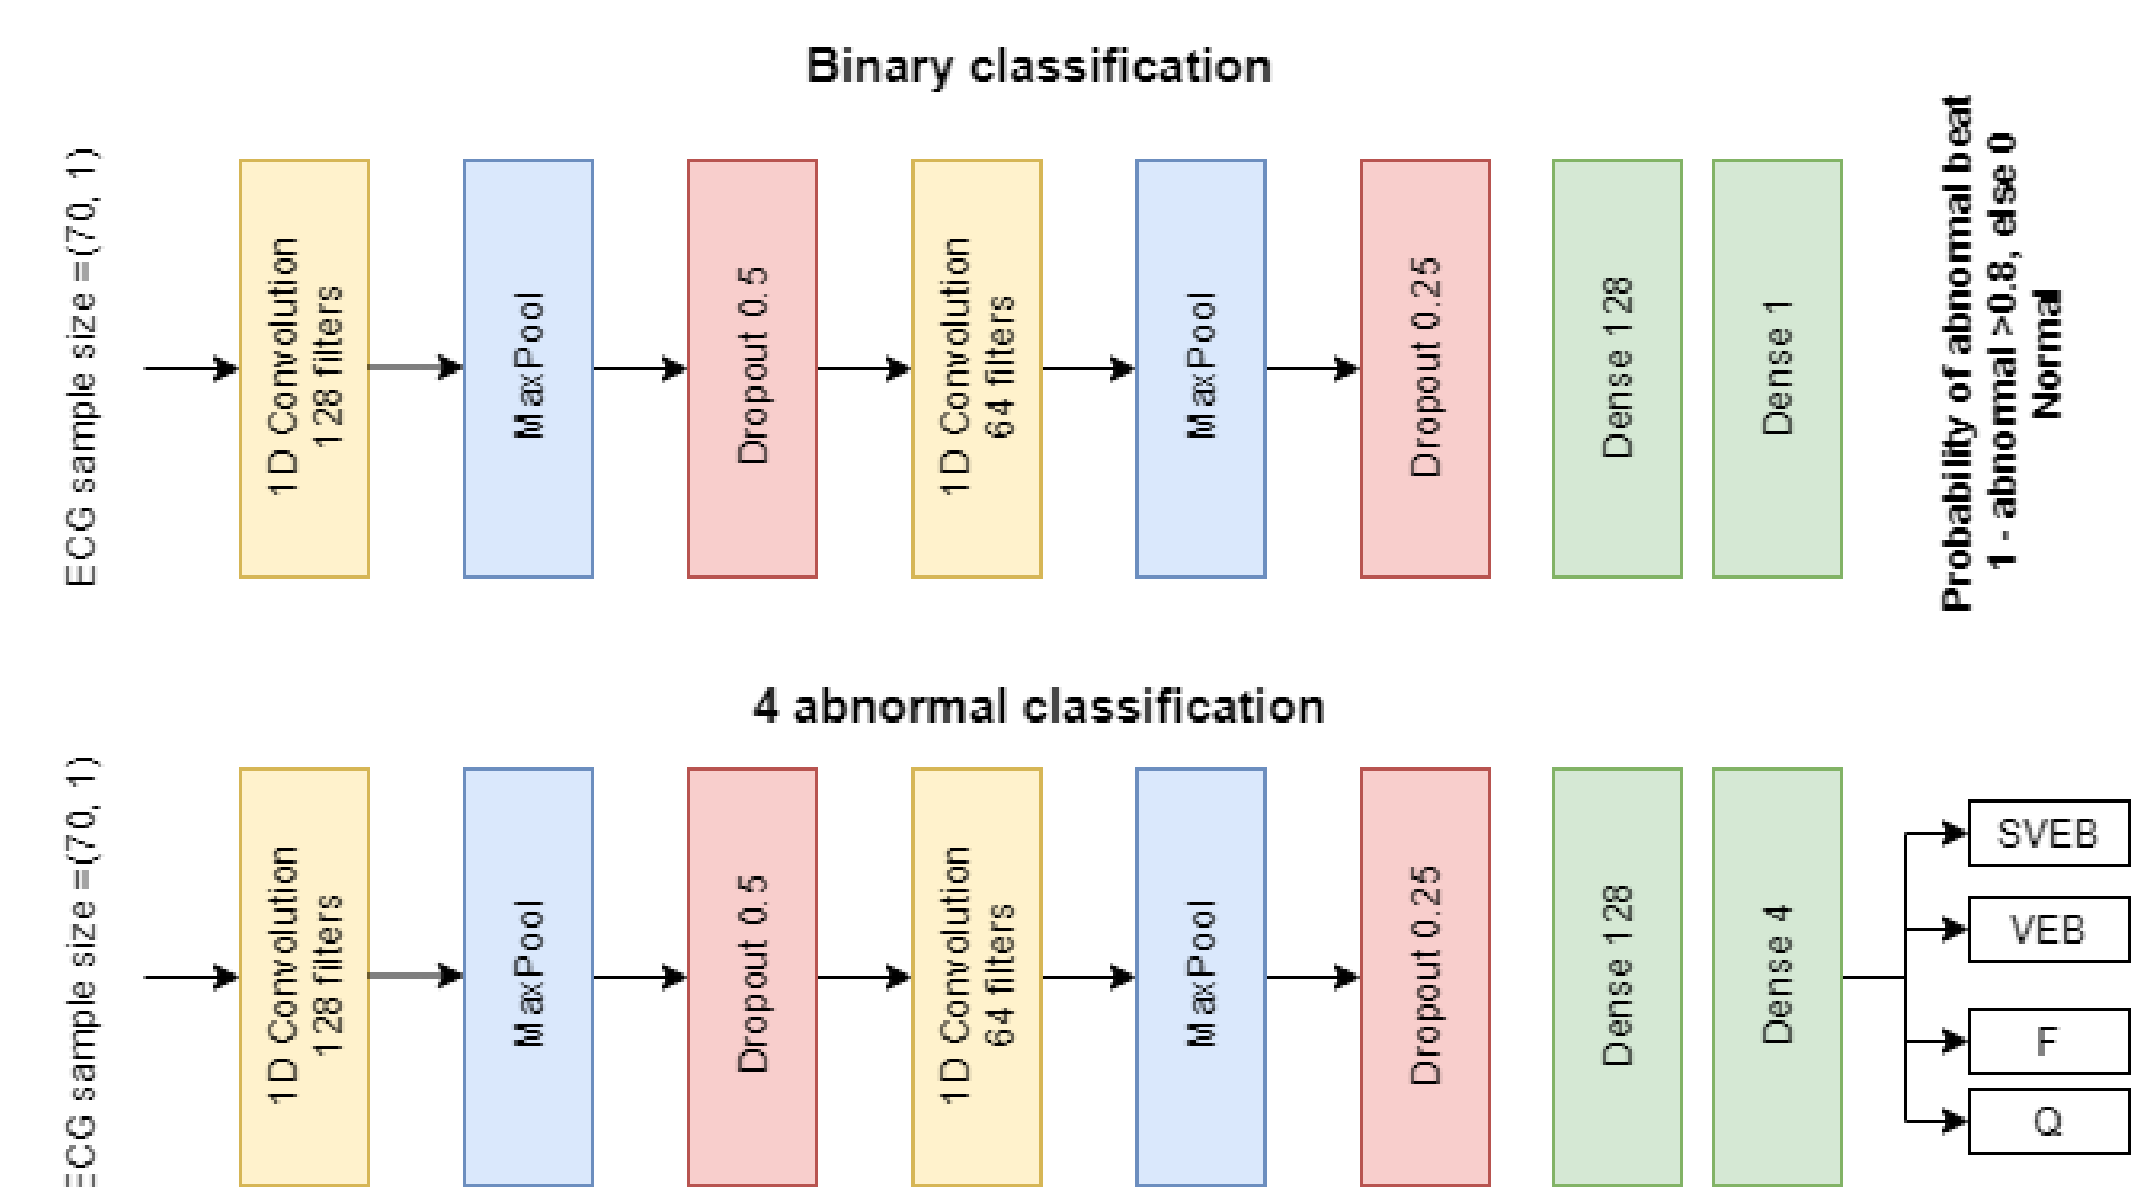 Binary classification
ECG sample size =(70, 1)
1D Convolution
128 filters
MaxPool
Dropout 0.5
1D Convolution
64 filters
MaxPool
Dropout 0.25
Dense 128
Dense 1
Probability of abnormal beat
1 - abnormal >0.8, else 0
Normal
4 abnormal classification
ECG sample size =(70, 1)
1D Convolution
128 filters
MaxPool
Dropout 0.5
1D Convolution
64 filters
MaxPool
Dropout 0.25
Dense 128
Dense 4
SVEB
VEB
F
Q